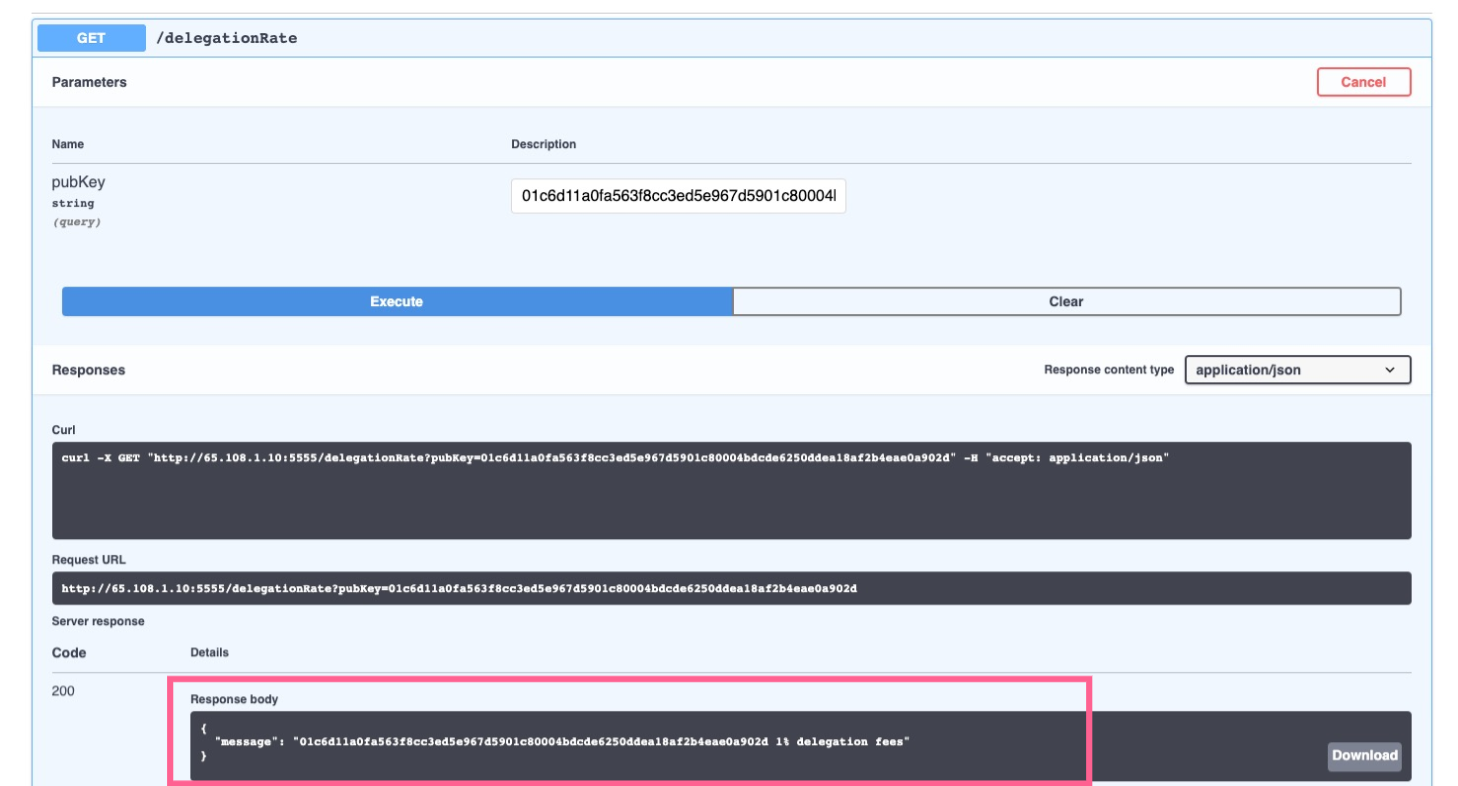 GET /delegationRate
Parameters Cancel
Name Description
pubKey
string
(query)
01c6d11a0fa563f8cc3ed5e967d5901c80004l
Execute Clear
Responses Response content type application/json
Curl
curl -X GET "http://65.108.1.10:5555/delegationRate?pubKey=01c6d11a0fa563f8cc3ed5e967d5901c80004bdcde6250ddea18af2b4eae0a902d" -H "accept: application/json"
Request URL
http://65.108.1.10:5555/delegationRate?pubKey=01c6d11a0fa563f8cc3ed5e967d5901c80004bdcde6250ddea18af2b4eae0a902d
Server response
Code Details
200
Response body
{
"message": "01c6d11a0fa563f8cc3ed5e967d5901c80004bdcde6250ddea18af2b4eae0a902d 1% delegation fees"
}
Download